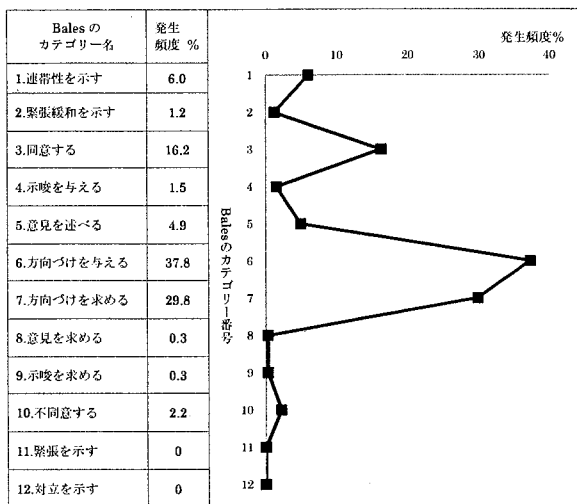 Balesの
カテゴリー名
発生
頻度 %
1.連帯性を示す 6.0
2.緊張緩和を示す 1.2
3.同意する 16.2
4.示唆を与える 1.5
5.意見を述べる 4.9
6.方向づけを与える 37.8
7.方向づけを求める 29.8
8.意見を求める 0.3
9.示唆を求める 0.3
10.不同意する 2.2
11.緊張を示す 0
12.対立を示す 0
発生頻度%
0 10 20 30 40
Balesのカテゴリー番号
1
2
3
4
5
6
7
8
9
10
11
12